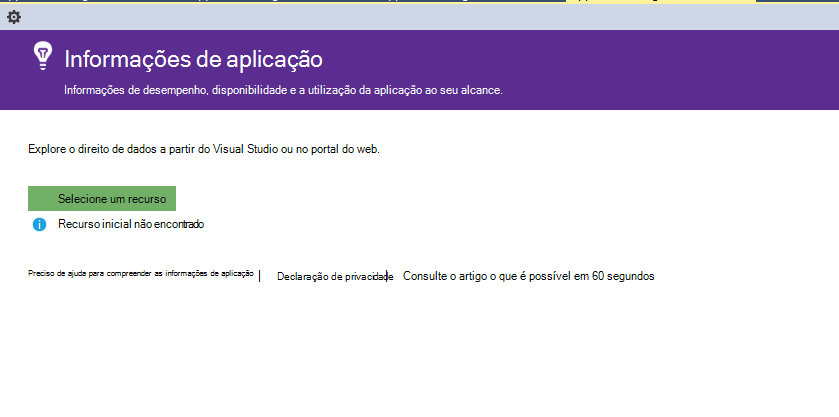 Informações de aplicação
Informações de desempenho, disponibilidade e a utilização da aplicação ao seu alcance.
Explore o direito de dados a partir do Visual Studio ou no portal do web.
Selecione um recurso
Recurso inicial não encontrado
Preciso de ajuda para compreender as informações de aplicação | Declaração de privacidade | Consulte o artigo o que é possível em 60 segundos